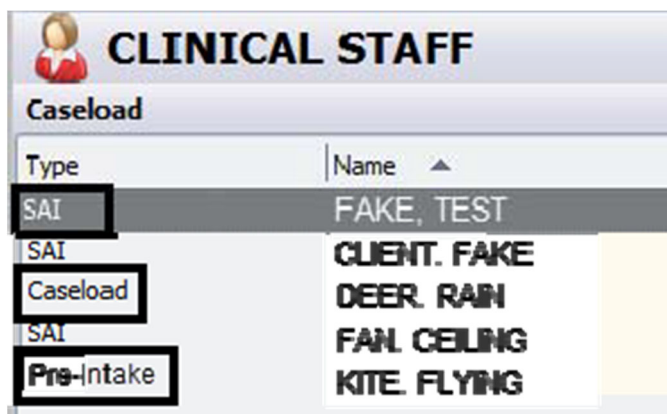 CLINICAL STAFF
Caseload
Type Name
SAI FAKE, TEST
SAI CLIENT. FAKE
Caseload DEER. RAIN
SAI FAN. CEILING
Pre-Intake KITE. FLYING